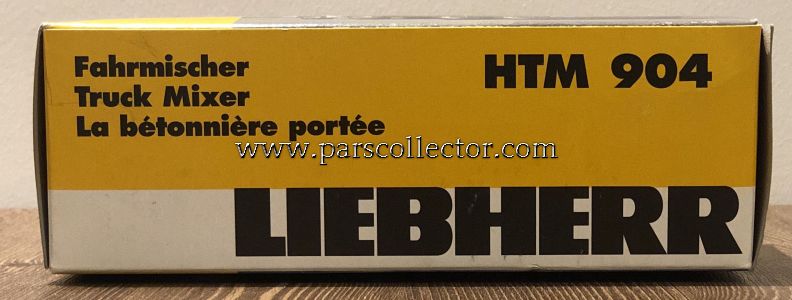 Fahrmischer
HTM 904
Truck Mixer
La bétonnière portée
www.parscollector.com
LIEBHERR